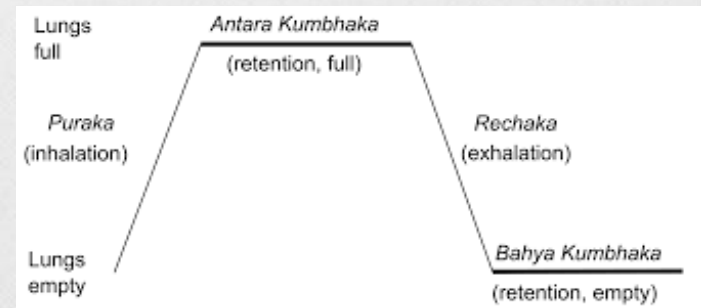 Lungs
full
Antara Kumbhaka
(retention, full)
Puraka
(inhalation)
Rechaka
(exhalation)
Lungs
empty
Bahya Kumbhaka
(retention, empty)